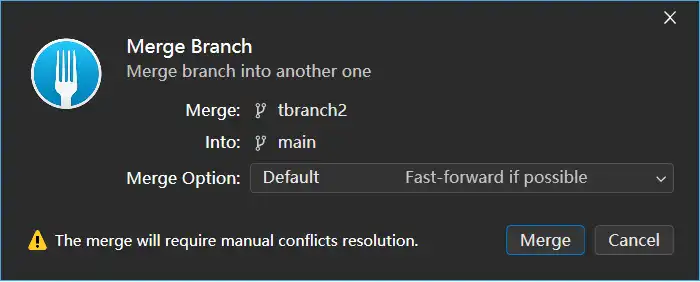 Merge Branch
Merge branch into another one
Merge: tbranch2
Into: main
Merge Option: Default Fast-forward if possible
The merge will require manual conflicts resolution. Merge Cancel